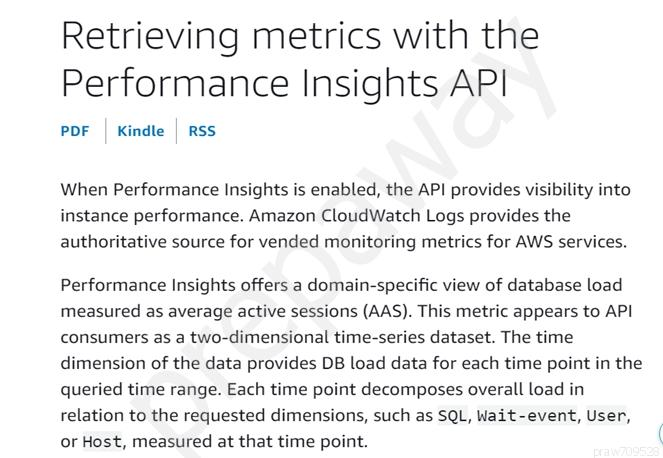 Retrieving metrics with the
Performance Insights API
PDF | Kindle | RSS
When Performance Insights is enabled, the API provides visibility into
instance performance. Amazon CloudWatch Logs provides the
authoritative source for vended monitoring metrics for AWS services.
Performance Insights offers a domain-specific view of database load
measured as average active sessions (AAS). This metric appears to API
consumers as a two-dimensional time-series dataset. The time
dimension of the data provides DB load data for each time point in the
queried time range. Each time point decomposes overall load in
relation to the requested dimensions, such as SQL, Wait-event, User,
or Host, measured at that time point.
prepaway
praw709528